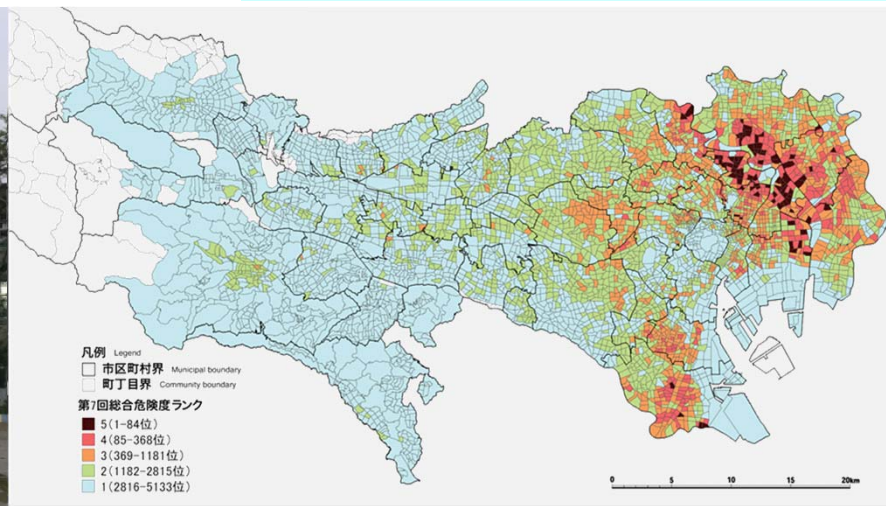 凡例 Legend
市区町村界 Municipal boundary
町丁目界 Community boundary
第7回総合危険度ランク
5(1-84位)
4(85-368位)
3(369-1181位)
2(1182-2815位)
1(2816-5133位)
0 5 10 15 20km